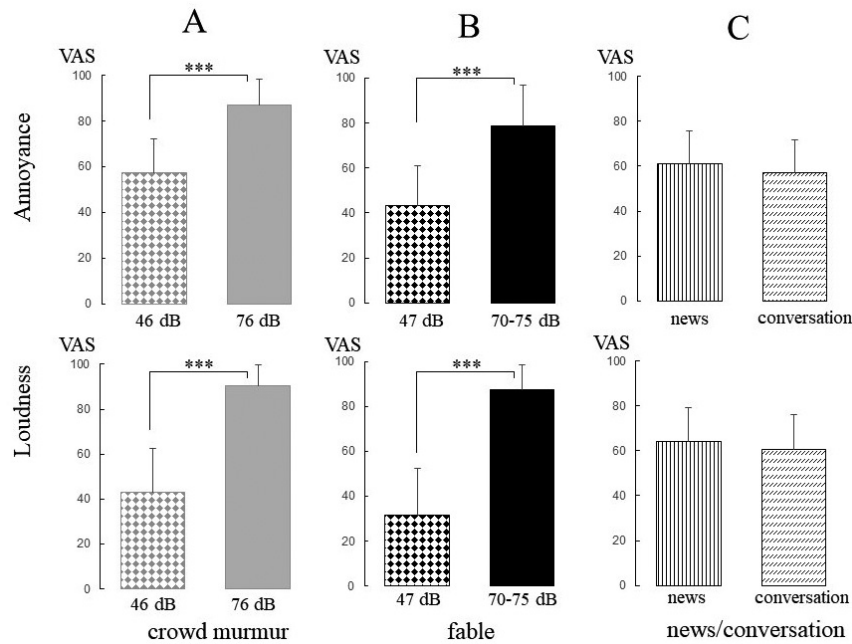 A B C
VAS *** VAS *** VAS
Annoyance
100 100 100
80 80 80
60 60 60
40 40 40
20 20 20
0 0 0
46 dB 76 dB 47 dB 70-75 dB news conversation
VAS *** VAS *** VAS
Loudness
100 100 100
80 80 80
60 60 60
40 40 40
20 20 20
0 0 0
46 dB 76 dB 47 dB 70-75 dB news conversation
crowd murmur fable news/conversation